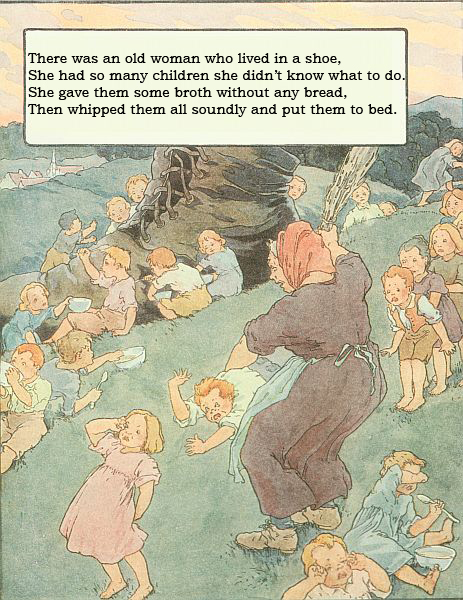 There was an old woman who lived in a shoe,
She had so many children she didn't know what to do.
She gave them some broth without any bread,
Then whipped them all soundly and put them to bed.